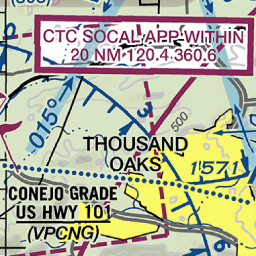 CTC SOCAL APP WITHIN
20 NM 120.4 360.6
015°
500
THOUSAND
OAKS
1571
CONEJO GRADE
US HWY 101
(VPCNG)